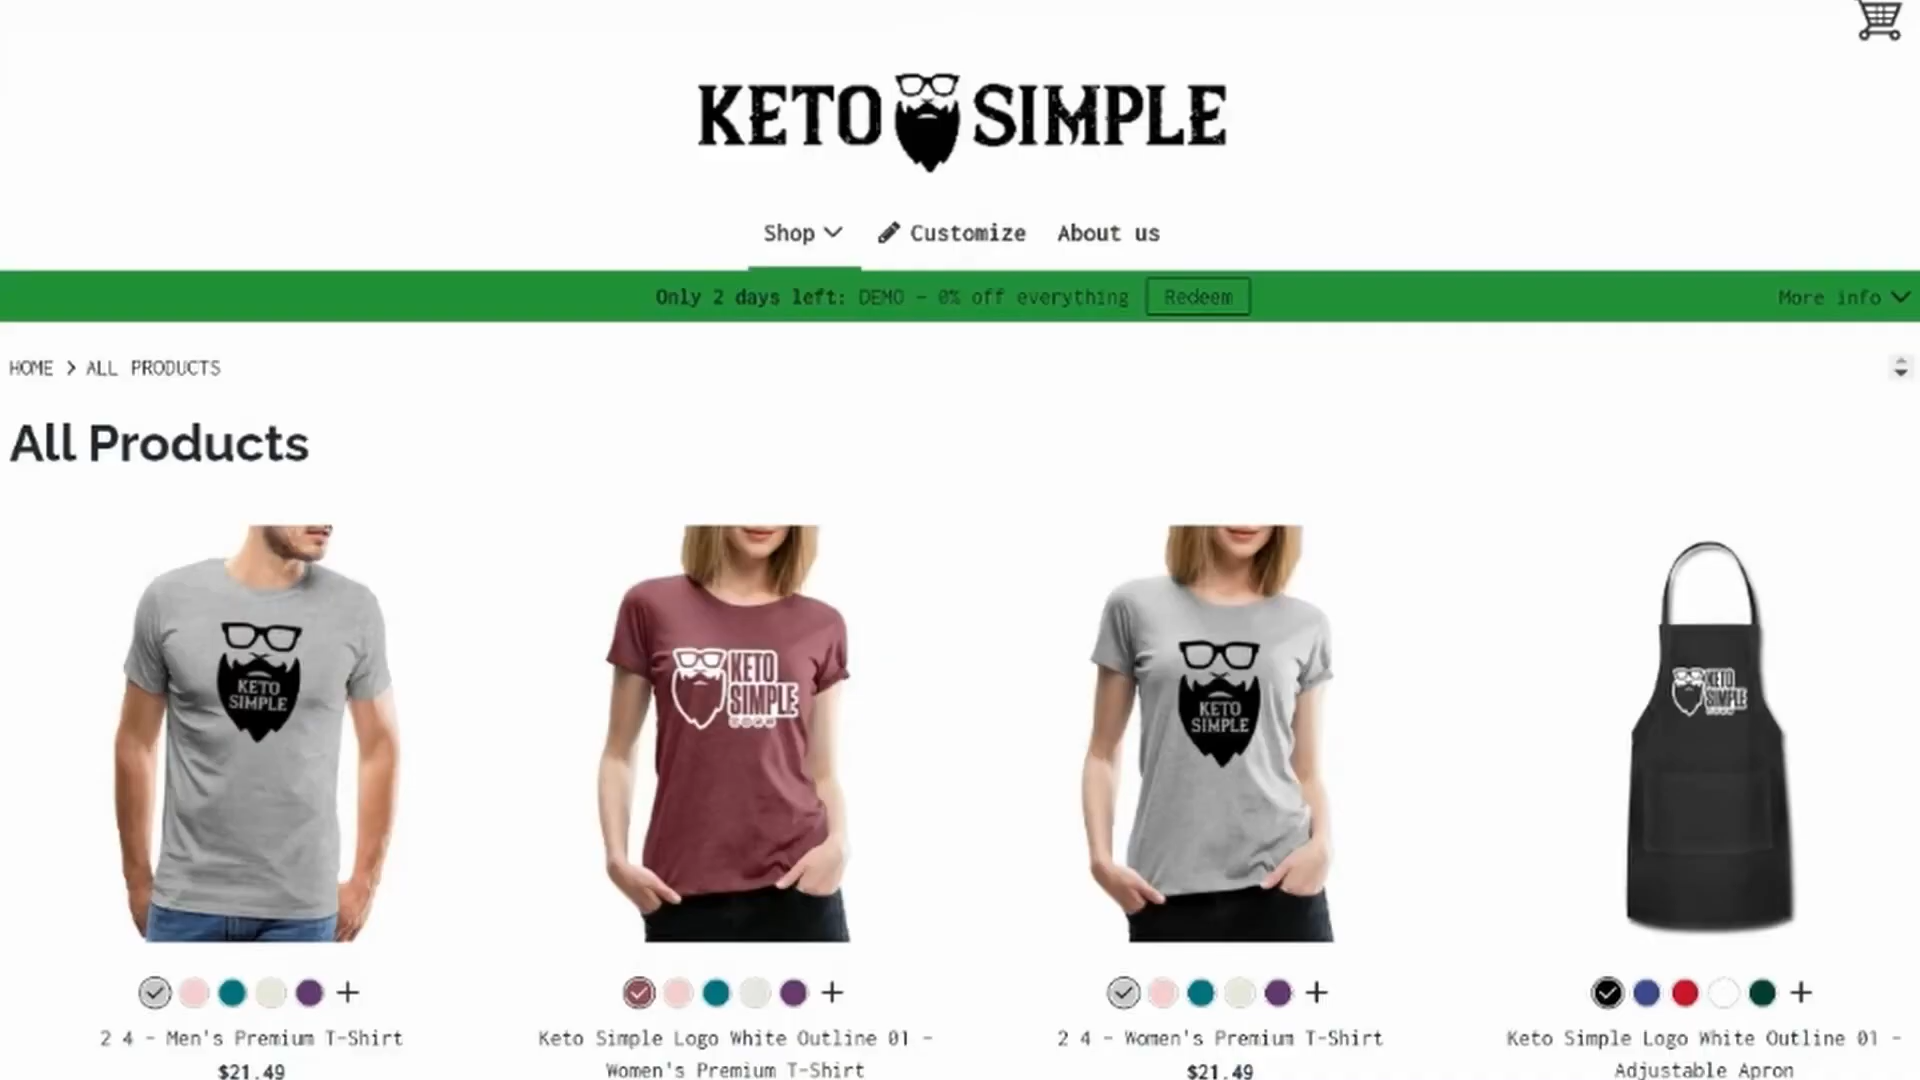 KETO SIMPLE
Shop Customize About us
Only 2 days left: DEMO - 0% off everything Redeem More info
HOME > ALL PRODUCTS
All Products
KETO
SIMPLE
KETO
SIMPLE
KETO
SIMPLE
KETO
SIMPLE
2 4 - Men's Premium T-Shirt
$21.49
Keto Simple Logo White Outline 01 -
Women's Premium T-Shirt
2 4 - Women's Premium T-Shirt
$21.49
Keto Simple Logo White Outline 01 -
Adjustable Apron